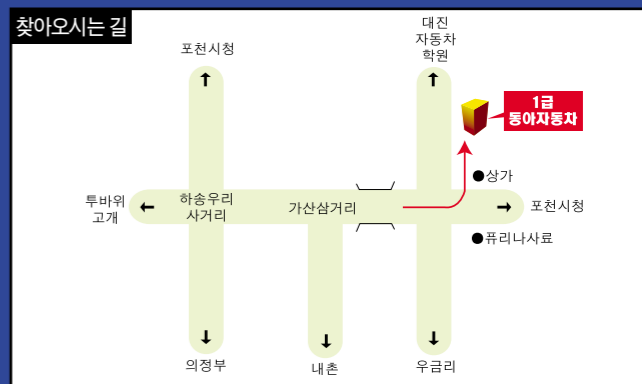 찾아오시는 길
대진
자동차
학원
포천시청
1급
동아자동차
상가
투바위
고개
하송우리
사거리
가산삼거리
포천시청
퓨리나사료
의정부
내촌
우금리